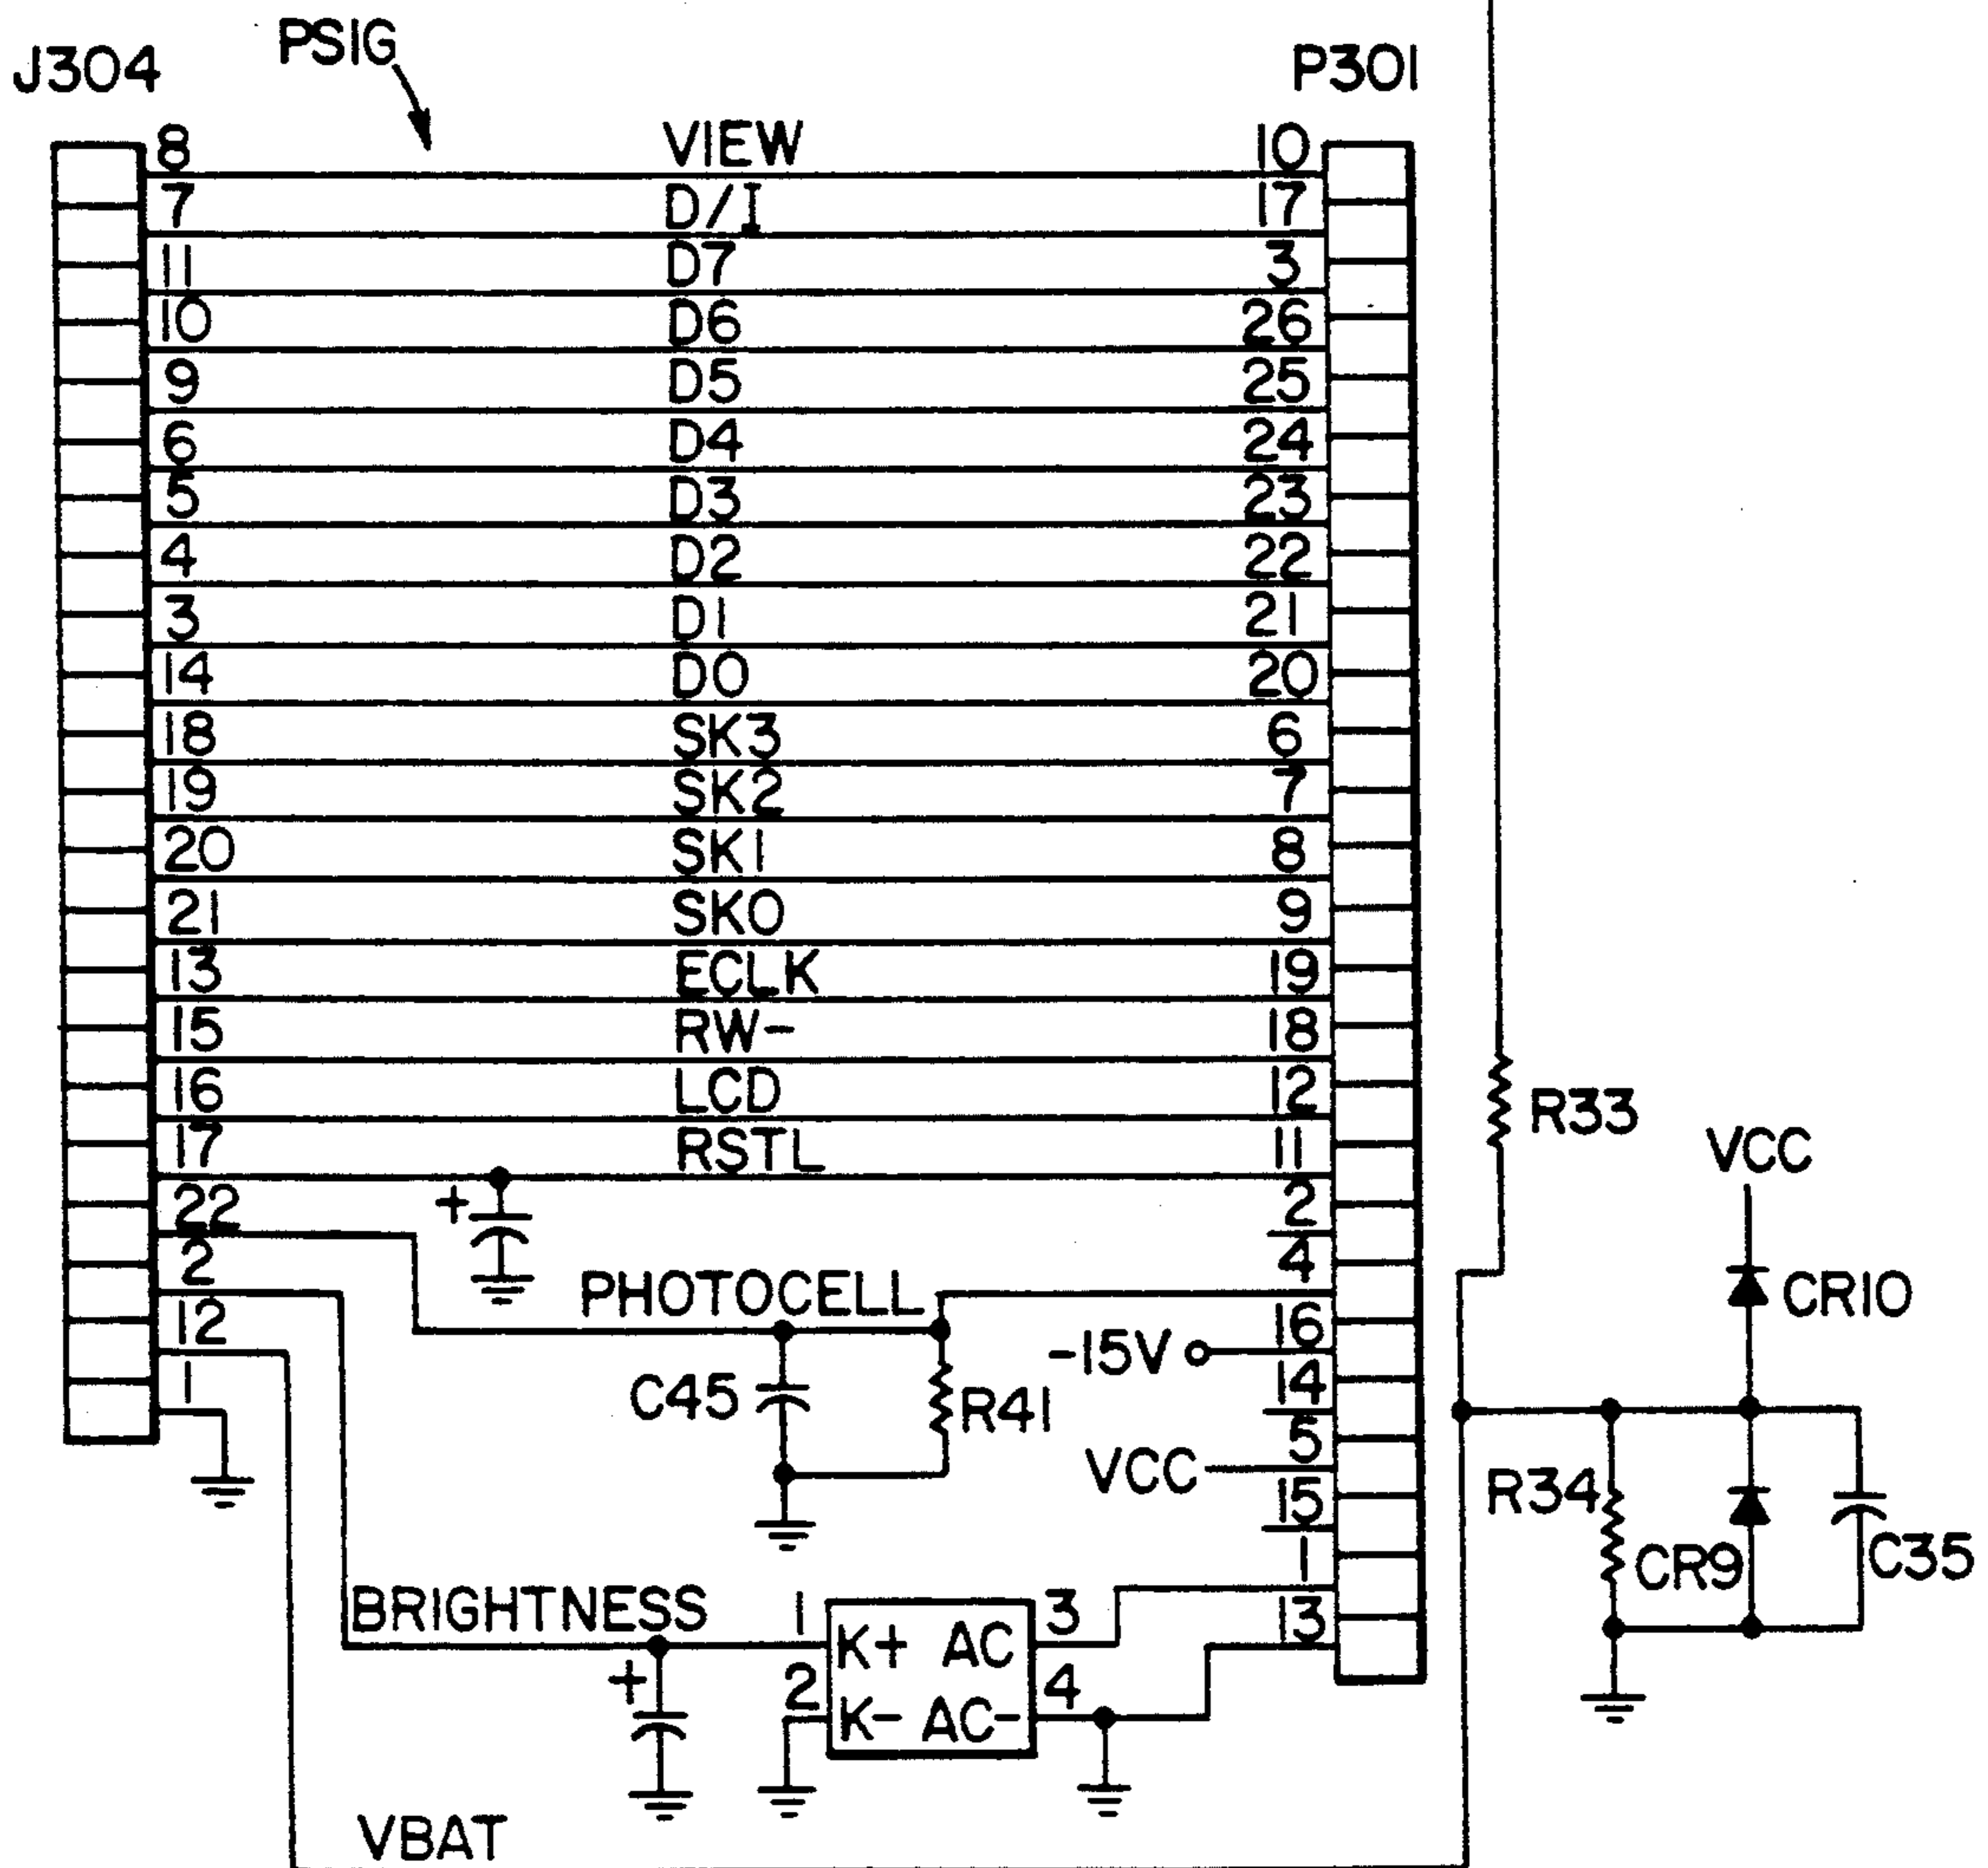 J304 PSIG P301
8 VIEW 10
7 D/I 17
11 D7 3
10 D6 26
9 D5 25
6 D4 24
5 D3 23
4 D2 22
3 D1 21
14 D0 20
18 SK3 6
19 SK2 7
20 SK1 8
21 SK0 9
13 ECLK 19
15 RW- 18
16 LCD 12
17 RSTL 11
R33
VCC
22 + 2
2 PHOTOCELL 4
CR10
12 -15V 16
1 C45 R41 14
VCC 5
R34 CR9 C35
15
1
BRIGHTNESS 1 K+ AC 3 13
+ 2 K- AC- 4
VBAT